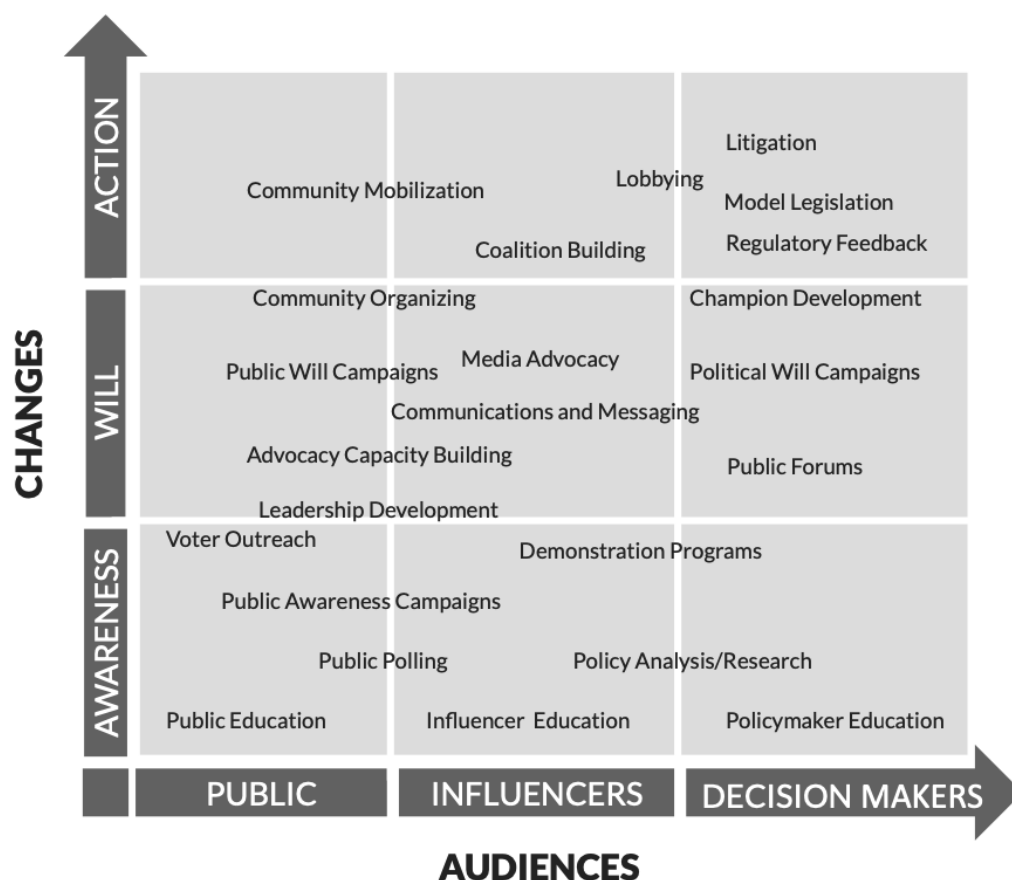 ACTION
Litigation
Lobbying
Community Mobilization
Model Legislation
Regulatory Feedback
Coalition Building
CHANGES
WILL
Community Organizing
Champion Development
Media Advocacy
Public Will Campaigns
Political Will Campaigns
Communications and Messaging
Advocacy Capacity Building
Public Forums
Leadership Development
AWARENESS
Voter Outreach
Demonstration Programs
Public Awareness Campaigns
Public Polling
Policy Analysis/Research
Public Education
Influencer Education
Policymaker Education
PUBLIC
INFLUENCERS
DECISION MAKERS
AUDIENCES